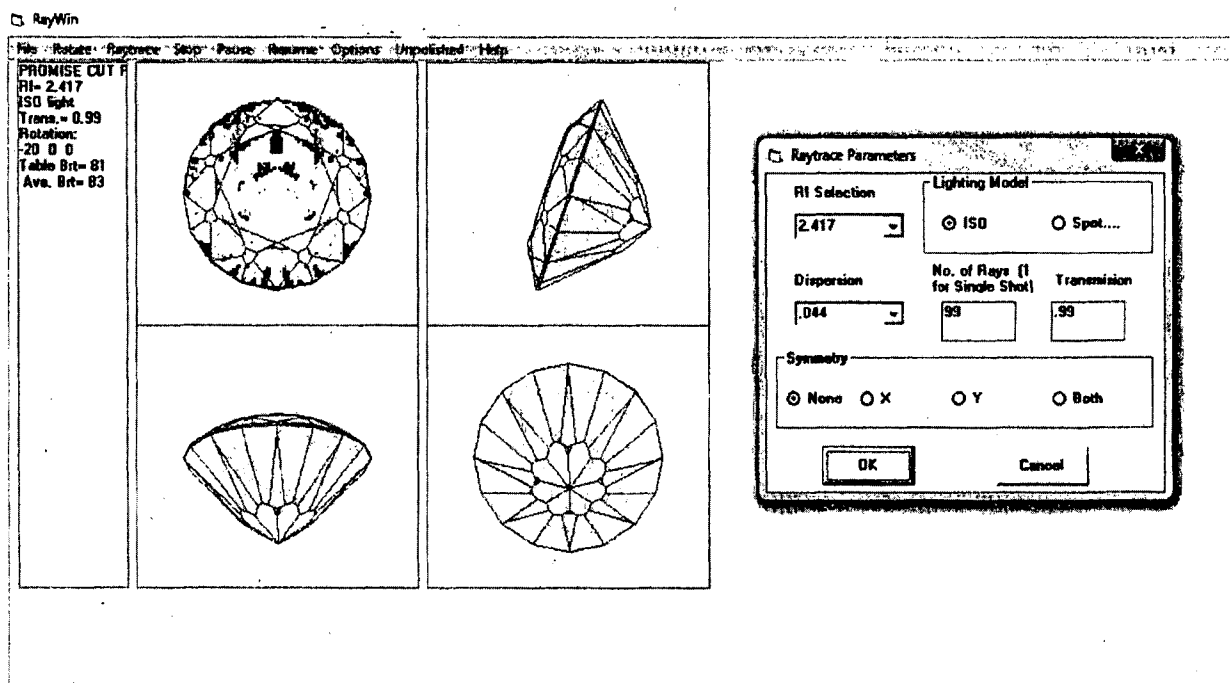 RayWin
File Rotate Raytrace Stop Pause Resume Options Unpolished Help
PROMISE CUT F
RI= 2.417
ISO light
Trans.= 0.99
Rotation:
-20 0 0
Table Brt= 81
Ave. Brt= 83
Raytrace Parameters
RI Selection
2.417
Lighting Model
ISO
Spot....
Dispersion
.044
No. of Rays (1
for Single Shot)
99
Transmision
.99
Symmetry
None
X
Y
Both
OK
Cancel